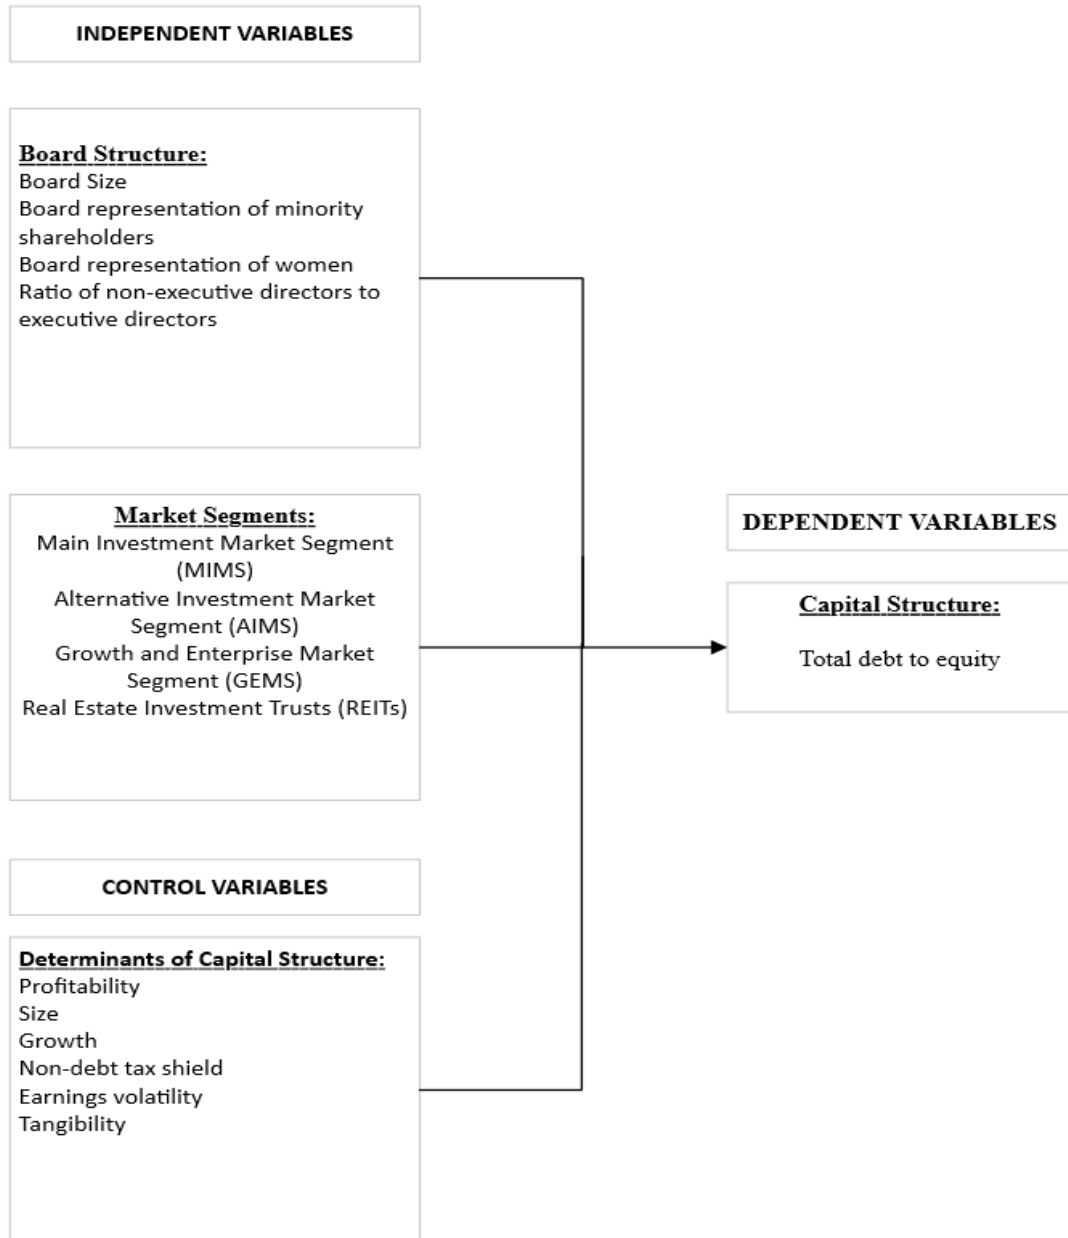 INDEPENDENT VARIABLES
Board Structure:
Board Size
Board representation of minority
shareholders
Board representation of women
Ratio of non-executive directors to
executive directors
Market Segments:
Main Investment Market Segment
(MIMS)
Alternative Investment Market
Segment (AIMS)
Growth and Enterprise Market
Segment (GEMS)
Real Estate Investment Trusts (REITs)
DEPENDENT VARIABLES
Capital Structure:
Total debt to equity
CONTROL VARIABLES
Determinants of Capital Structure:
Profitability
Size
Growth
Non-debt tax shield
Earnings volatility
Tangibility